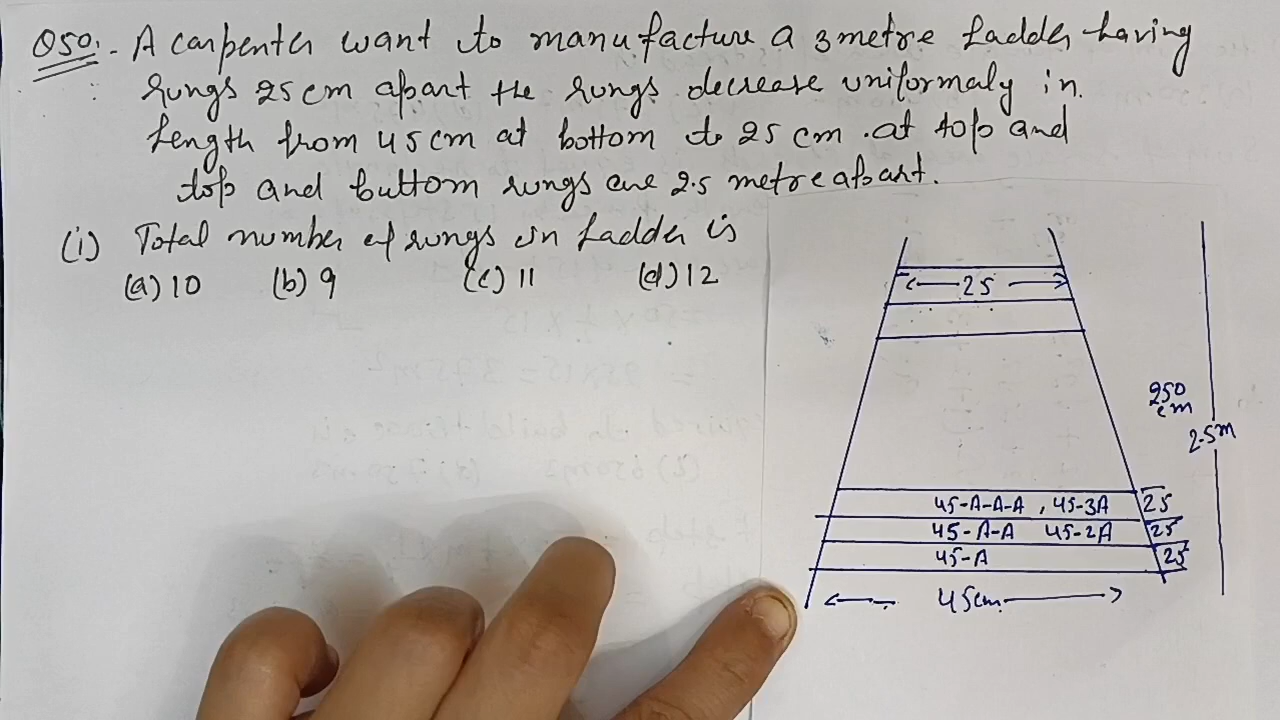 Q50.- A carpenter want to manufacture a 3 metre Ladder having
rungs 25 cm apart the rungs decrease uniformaly in
Length from 45 cm at bottom to 25 cm at top and
top and buttom rungs are 2.5 metre apart.
(i) Total number of rungs in Ladder is
(a) 10 (b) 9 (c) 11 (d) 12
25
250
cm
2.5m
45-A-A-A , 45-3A 25
45-A-A 45-2A 25
45-A 25
45cm